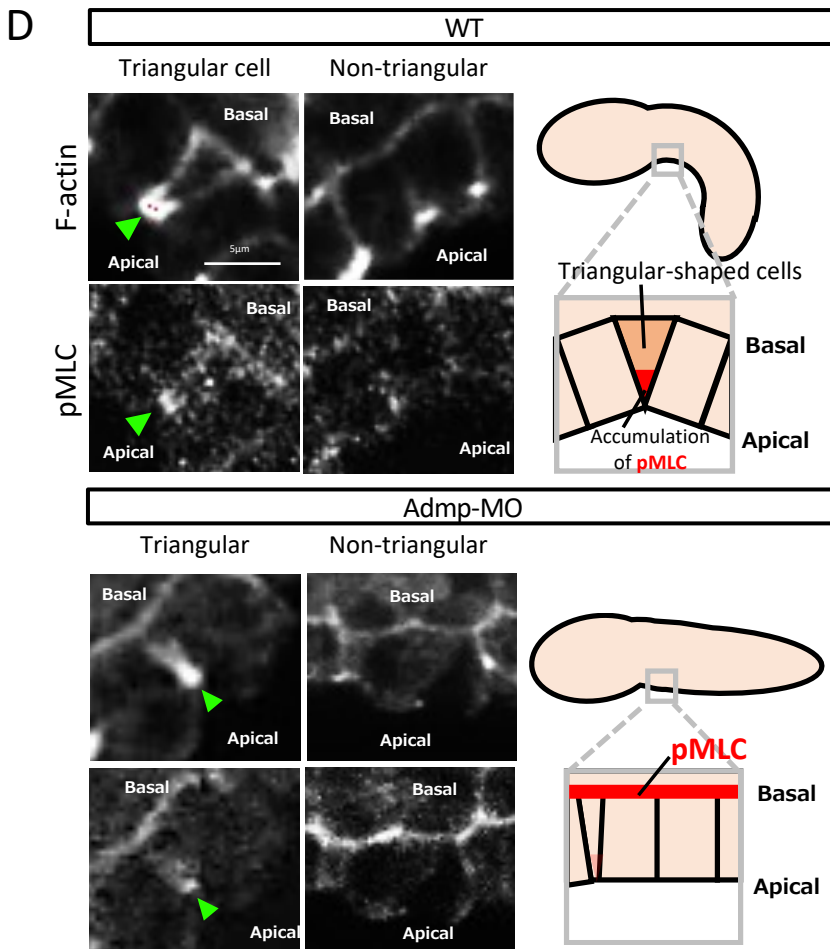 D
WT
Triangular cell
Non-triangular
F-actin
Basal
Apical
5μm
Basal
Apical
pMLC
Basal
Apical
Basal
Apical
Triangular-shaped cells
Basal
Accumulation
of pMLC
Apical
Admp-MO
Triangular
Non-triangular
Basal
Apical
Basal
Apical
Basal
Apical
Basal
Apical
pMLC
Basal
Apical